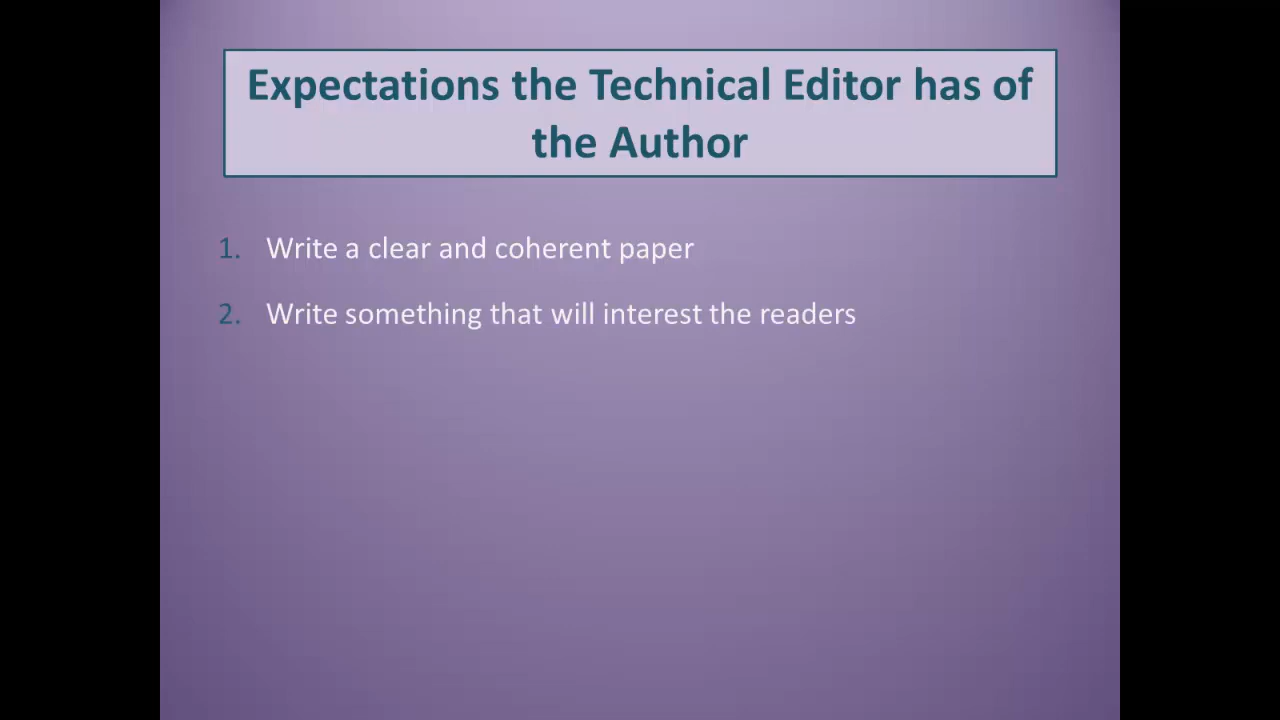 Expectations the Technical Editor has of
the Author
1. Write a clear and coherent paper
2. Write something that will interest the readers